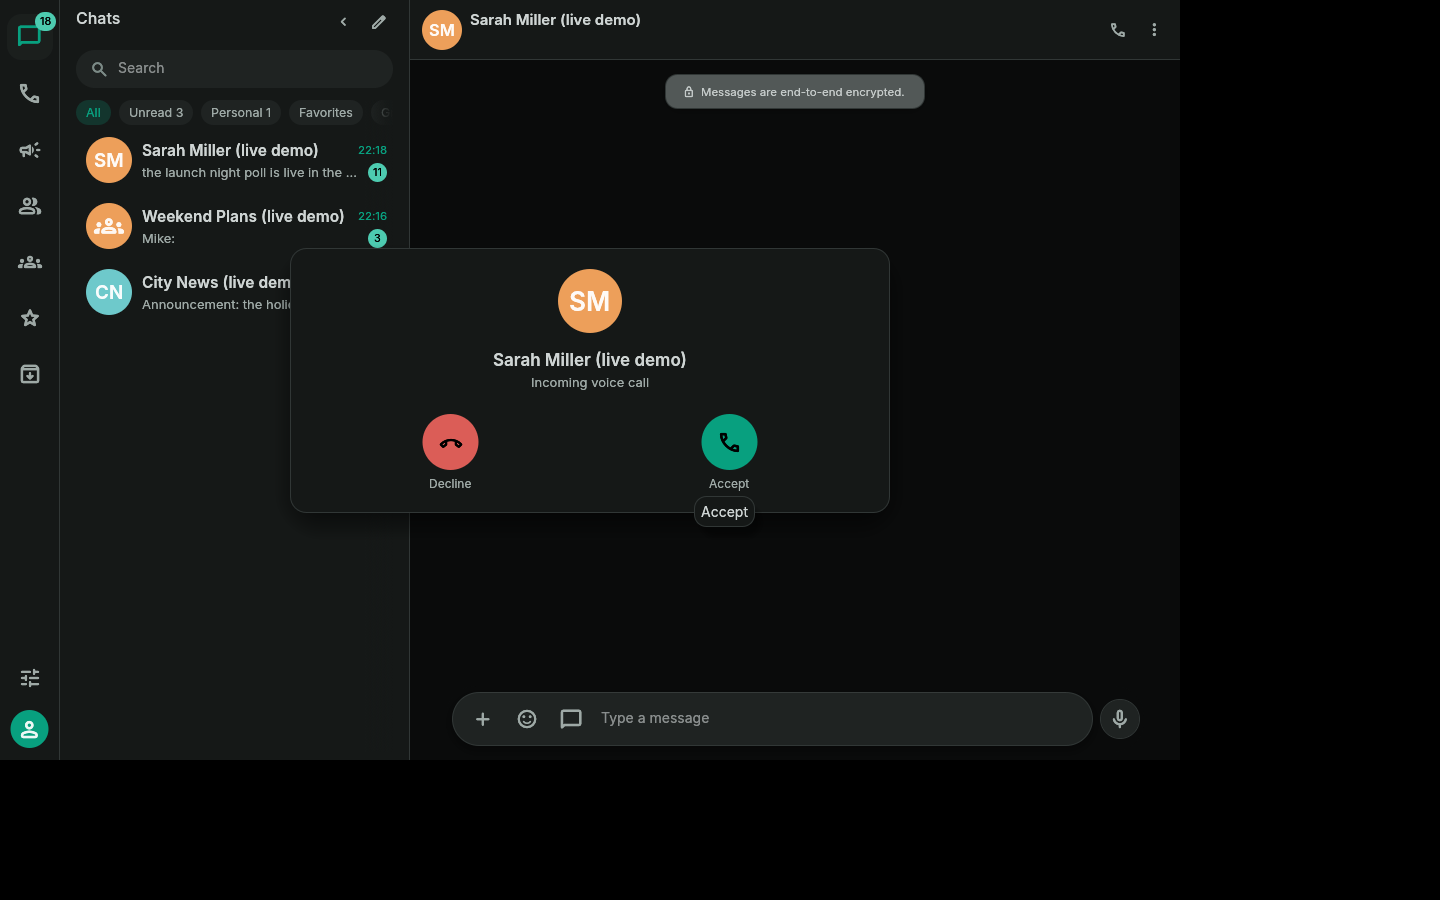 18
Chats
Search
All
Unread 3
Personal 1
Favorites
SM
Sarah Miller (live demo)
22:18
the launch night poll is live in the ...
11
Weekend Plans (live demo)
22:16
Mike:
3
CN
City News (live dem
Announcement: the holi
SM
Sarah Miller (live demo)
Messages are end-to-end encrypted.
SM
Sarah Miller (live demo)
Incoming voice call
Decline
Accept
Accept
Type a message